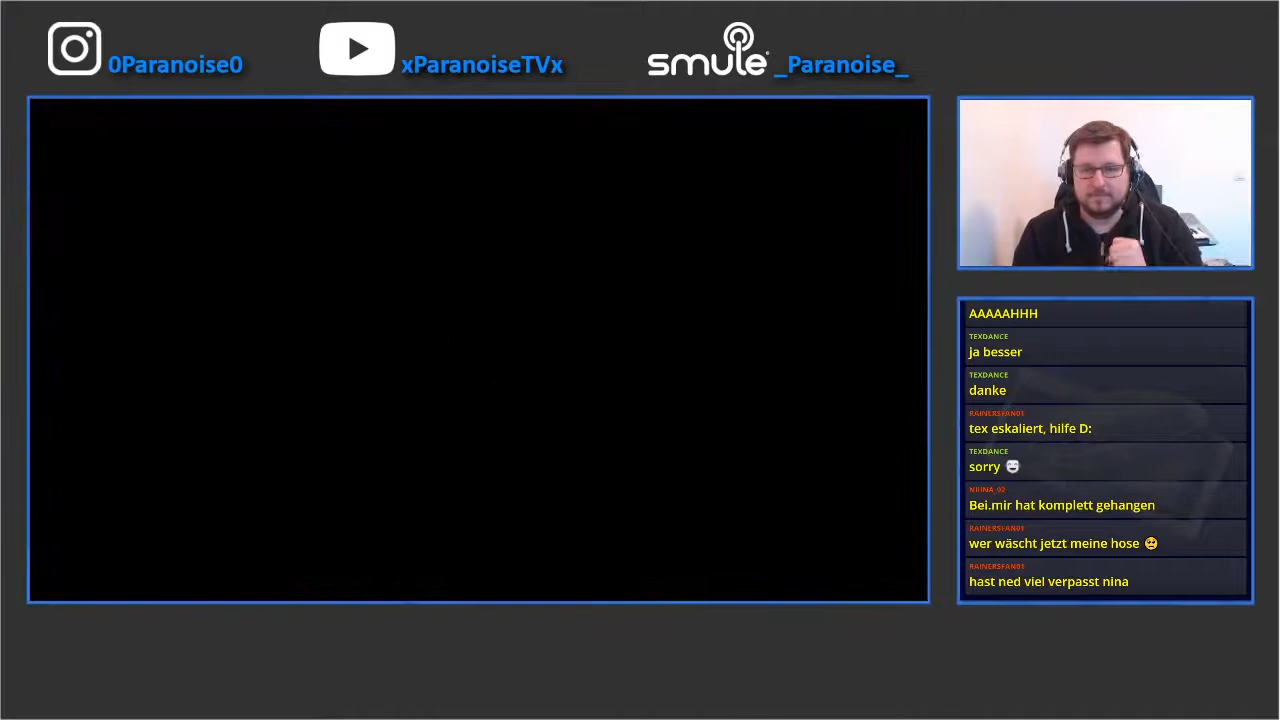 0Paranoise0
xParanoiseTVx
smule
_Paranoise_
AAAAAHHH
TEXDANCE
ja besser
TEXDANCE
danke
RAINERSFAN01
tex eskaliert, hilfe D:
TEXDANCE
sorry
Bei.mir hat komplett gehangen
RAINERSFAN01
wer wäscht jetzt meine hose
RAINERSFAN01
hast ned viel verpasst nina